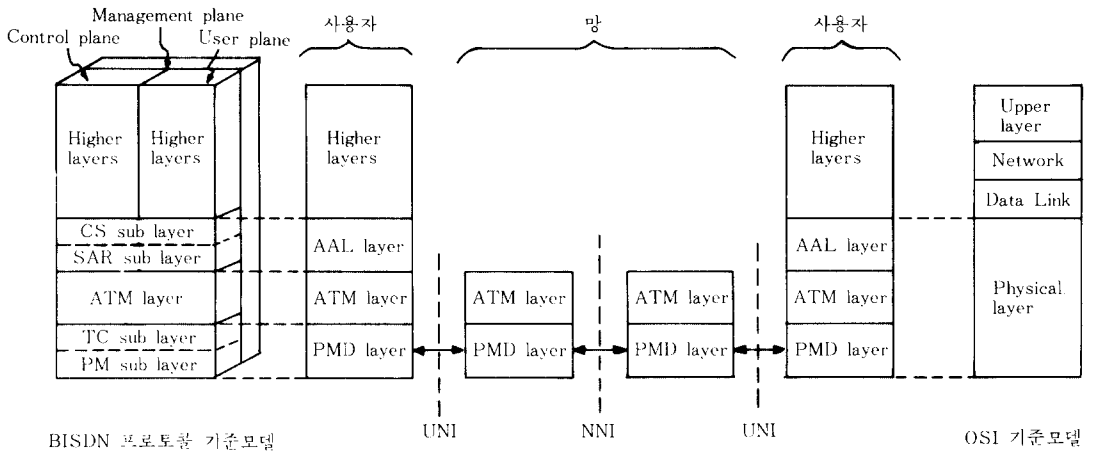 Management plane
Control plane
User plane
사용자
망
사용자
Higher
layers
Higher
layers
CS sub layer
SAR sub layer
ATM layer
TC sub layer
PM sub layer
Higher
layers
AAL layer
ATM layer
PMD layer
ATM layer
PMD layer
ATM layer
PMD layer
Higher
layers
AAL layer
ATM layer
PMD layer
Upper
layer
Network
Data Link
Physical
layer
UNI
NNI
UNI
BISDN 프로토콜 기준모델
OSI 기준모델